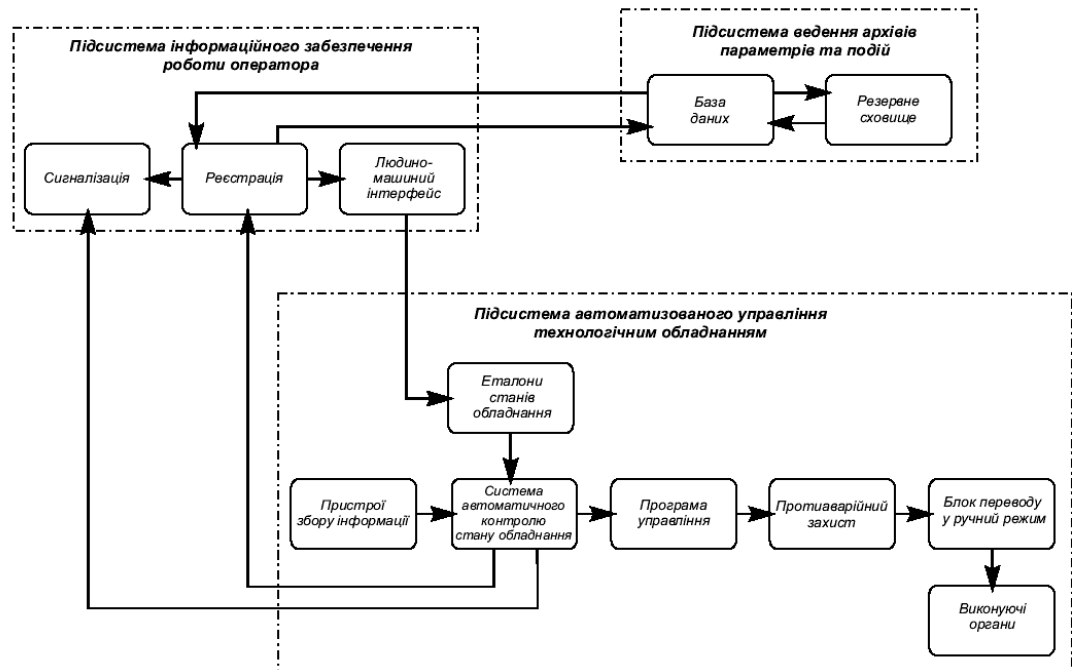 Підсистема інформаційного забезпечення
роботи оператора
Підсистема ведення архівів
параметрів та подій
База
даних
Резервне
сховище
Сигналізація
Реєстрація
Людино-
машиний
інтерфейс
Підсистема автоматизованого управління
технологічним обладнанням
Еталони
станів
обладнання
Пристрої
збору інформації
Система
автоматичного
контролю
стану обладнання
Програма
управління
Протиаварійний
захист
Блок переводу
у ручний режим
Виконуючі
органи